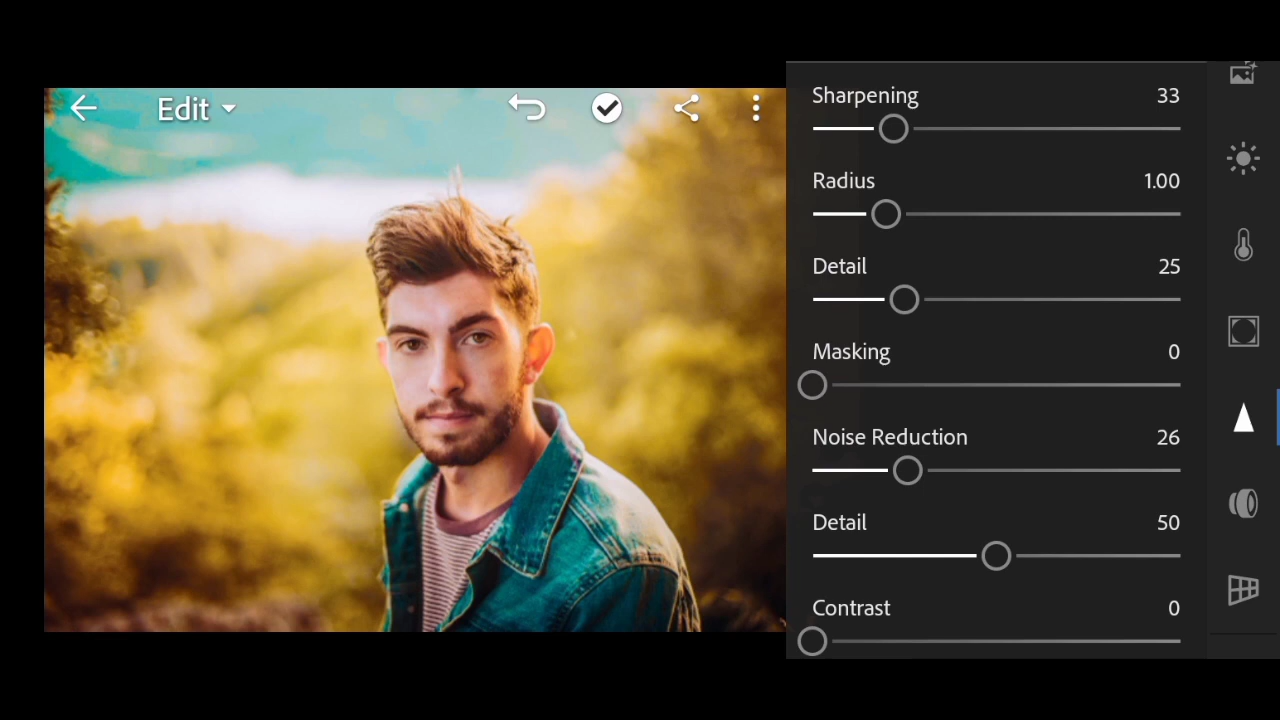 Edit
Sharpening 33
Radius 1.00
Detail 25
Masking 0
Noise Reduction 26
Detail 50
Contrast 0